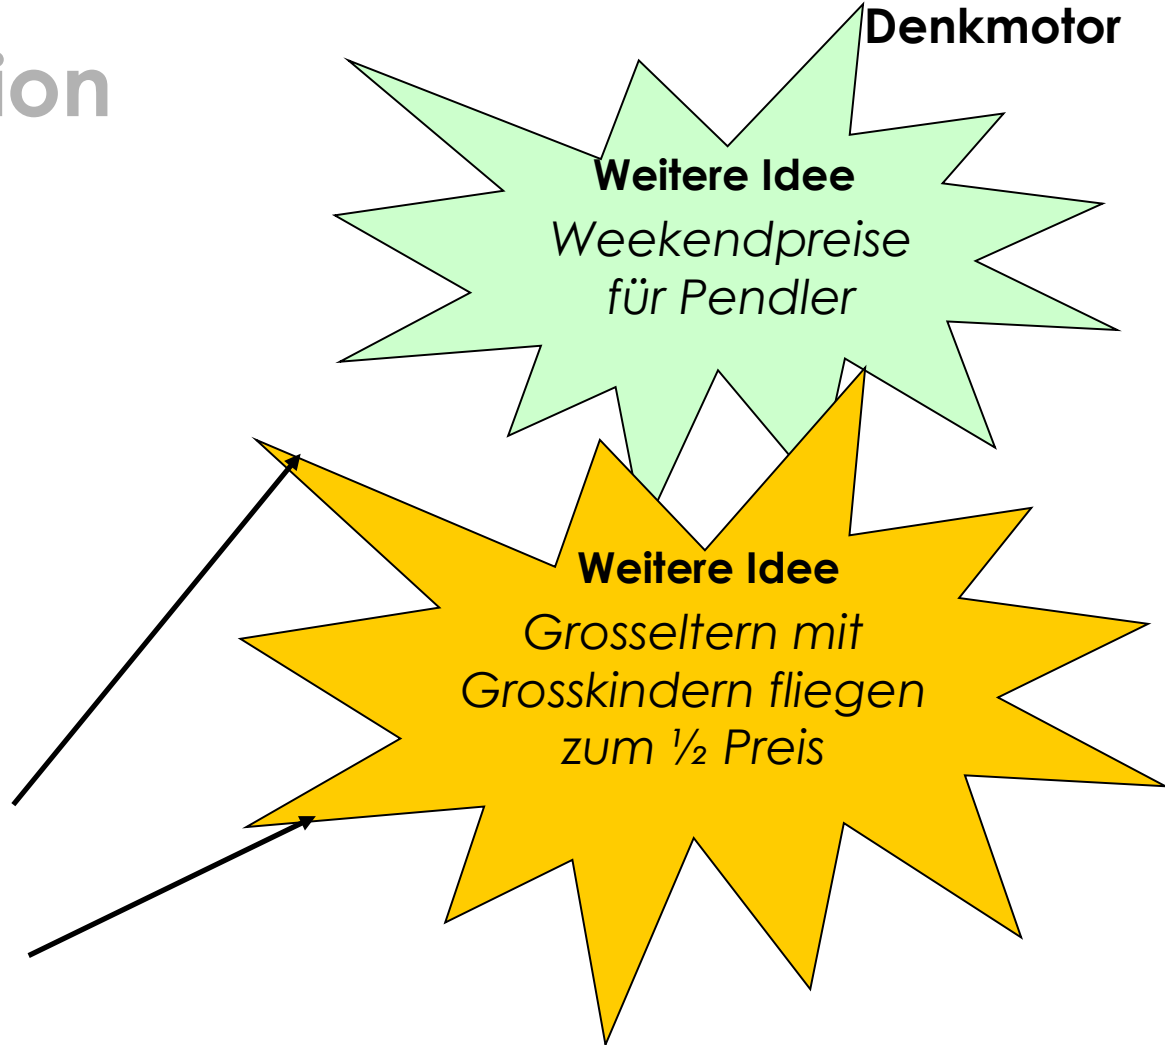 Denkmotor
ion
Weitere Idee
Weekendpreise
für Pendler
Weitere Idee
Grosseltern mit
Grosskindern fliegen
zum ½ Preis